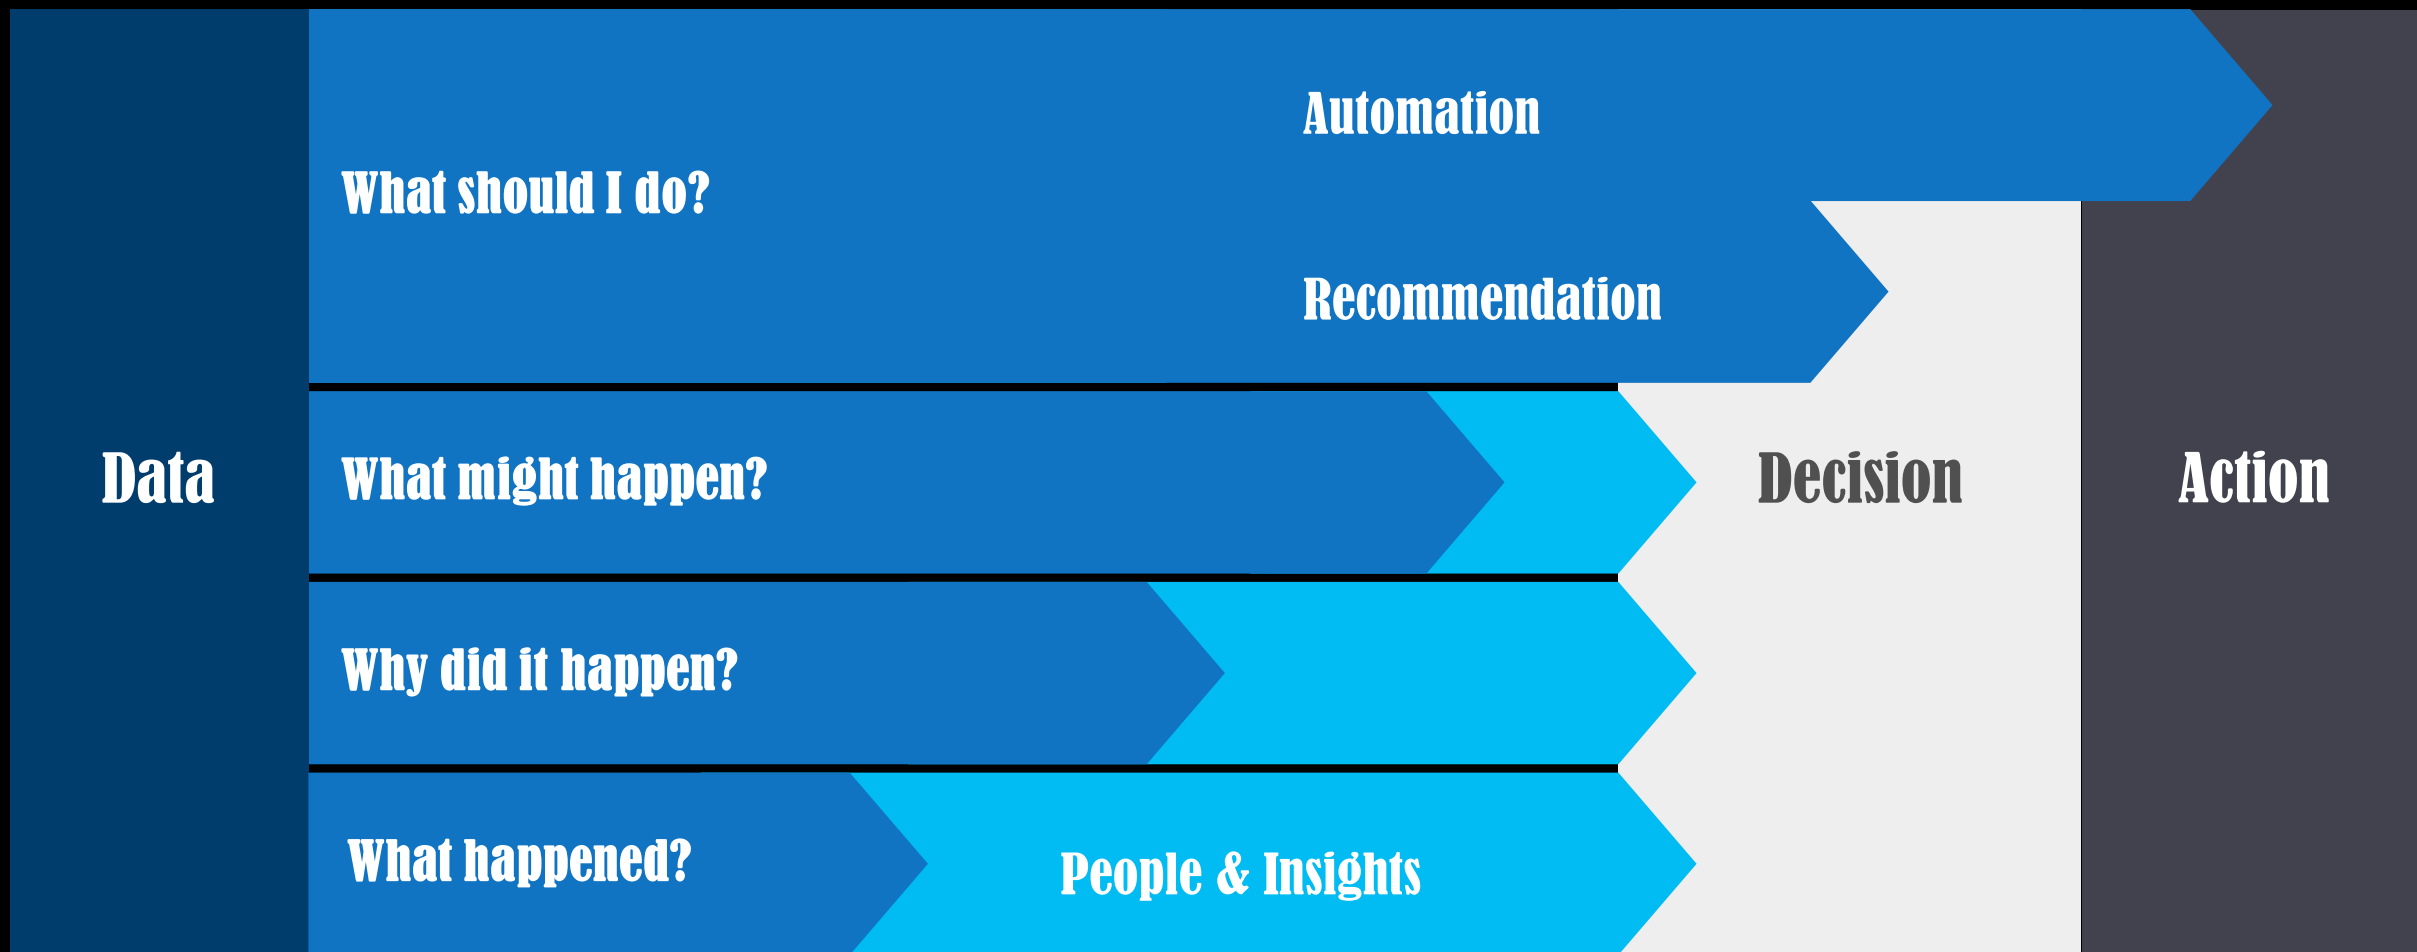 Automation
What should I do?
Recommendation
Data
What might happen?
Decision
Action
Why did it happen?
What happened?
People & Insights